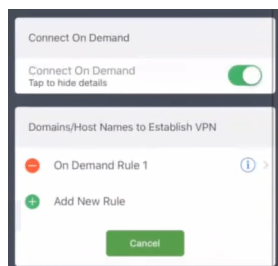 Connect On Demand
Connect On Demand
Tap to hide details
Domains/Host Names to Establish VPN
On Demand Rule 1
Add New Rule
Cancel